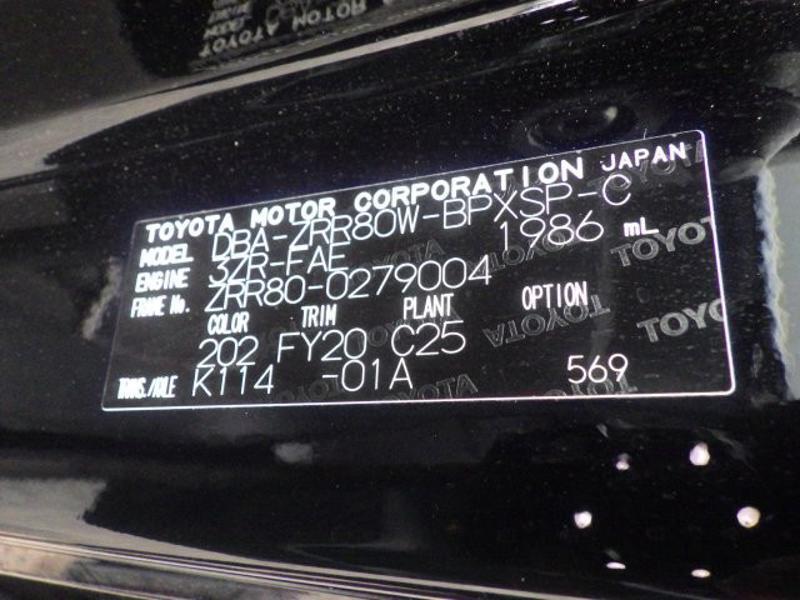 TOYOTA MOTOR CORPORATION JAPAN
MODEL DBA-ZRR80W-BPXSP-C
ENGINE 3ZR-FAE 1986 mL
FRAME No. ZRR80-0279004
COLOR TRIM PLANT OPTION
202 FY20 C25
TRANS./AXLE K114 -01A 569